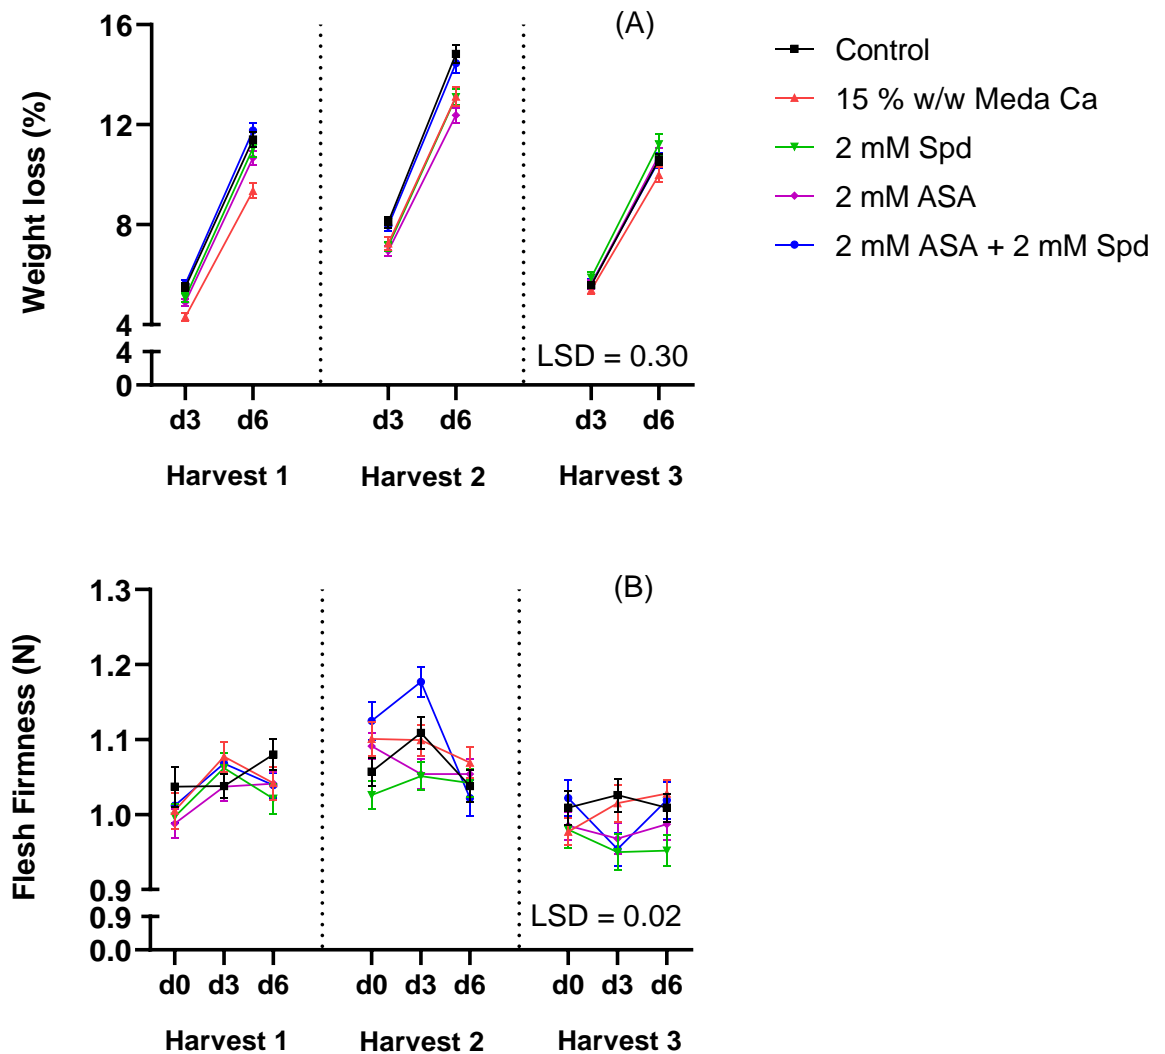 (A)
Weight loss (%)
16
12
8
4
4
0
LSD = 0.30
d3 d6 d3 d6 d3 d6
Harvest 1 Harvest 2 Harvest 3
Control
15 % w/w Meda Ca
2 mM Spd
2 mM ASA
2 mM ASA + 2 mM Spd
(B)
Flesh Firmness (N)
1.3
1.2
1.1
1.0
0.9
0.9
0.0
LSD = 0.02
d0 d3 d6 d0 d3 d6 d0 d3 d6
Harvest 1 Harvest 2 Harvest 3